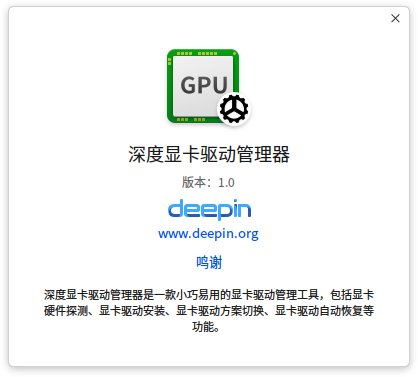 GPU
深度显卡驱动管理器
版本：1.0
deepin
www.deepin.org
鸣谢
深度显卡驱动管理器是一款小巧易用的显卡驱动管理工具，包括显卡
硬件探测、显卡驱动安装、显卡驱动方案切换、显卡驱动自动恢复等
功能。